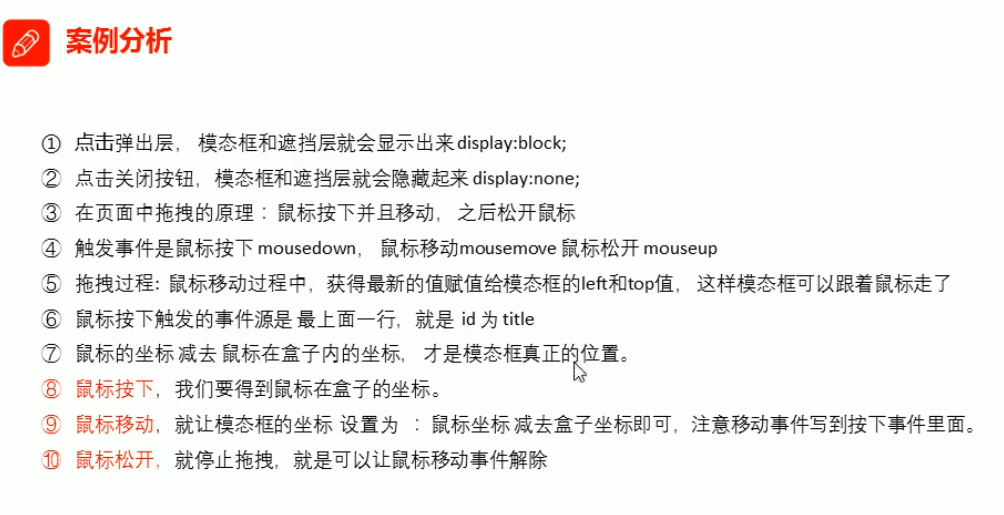 案例分析
① 点击弹出层， 模态框和遮挡层就会显示出来display:block;
② 点击关闭按钮，模态框和遮挡层就会隐藏起来 display:none;
③ 在页面中拖拽的原理： 鼠标按下并且移动， 之后松开鼠标
④ 触发事件是鼠标按下 mousedown， 鼠标移动mousemove 鼠标松开 mouseup
⑤ 拖拽过程: 鼠标移动过程中，获得最新的值赋值给模态框的left和top值， 这样模态框可以跟着鼠标走了
⑥ 鼠标按下触发的事件源是 最上面一行，就是 id 为 title
⑦ 鼠标的坐标 减去 鼠标在盒子内的坐标， 才是模态框真正的位置。
⑧ 鼠标按下，我们要得到鼠标在盒子的坐标。
⑨ 鼠标移动，就让模态框的坐标 设置为 ： 鼠标坐标 减去盒子坐标即可，注意移动事件写到按下事件里面。
⑩ 鼠标松开，就停止拖拽，就是可以让鼠标移动事件解除